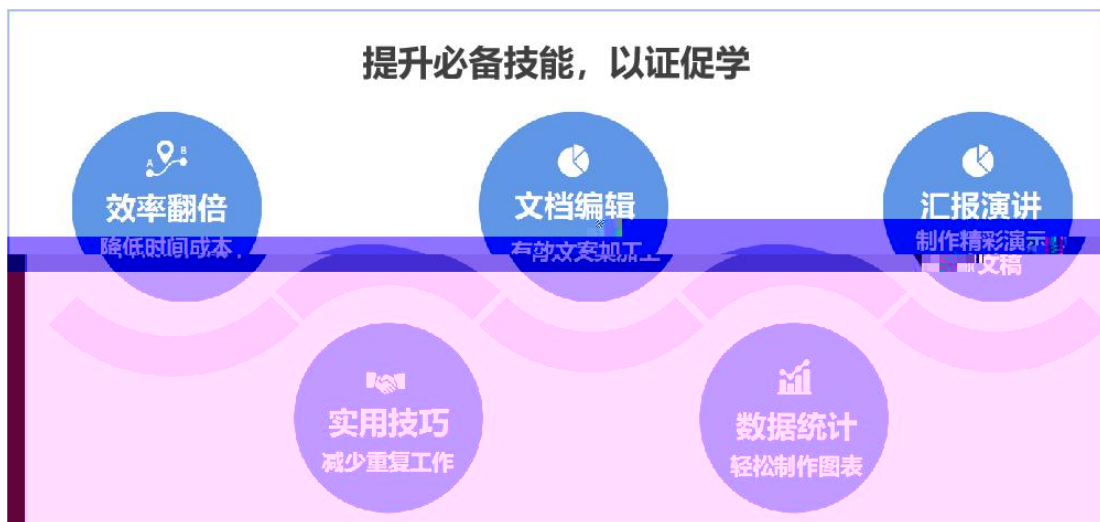 提升必备技能，以证促学
A B
效率翻倍
降低时间成本
文档编辑
有效文案加工
汇报演讲
制作精彩演示
文稿
实用技巧
减少重复工作
数据统计
轻松制作图表